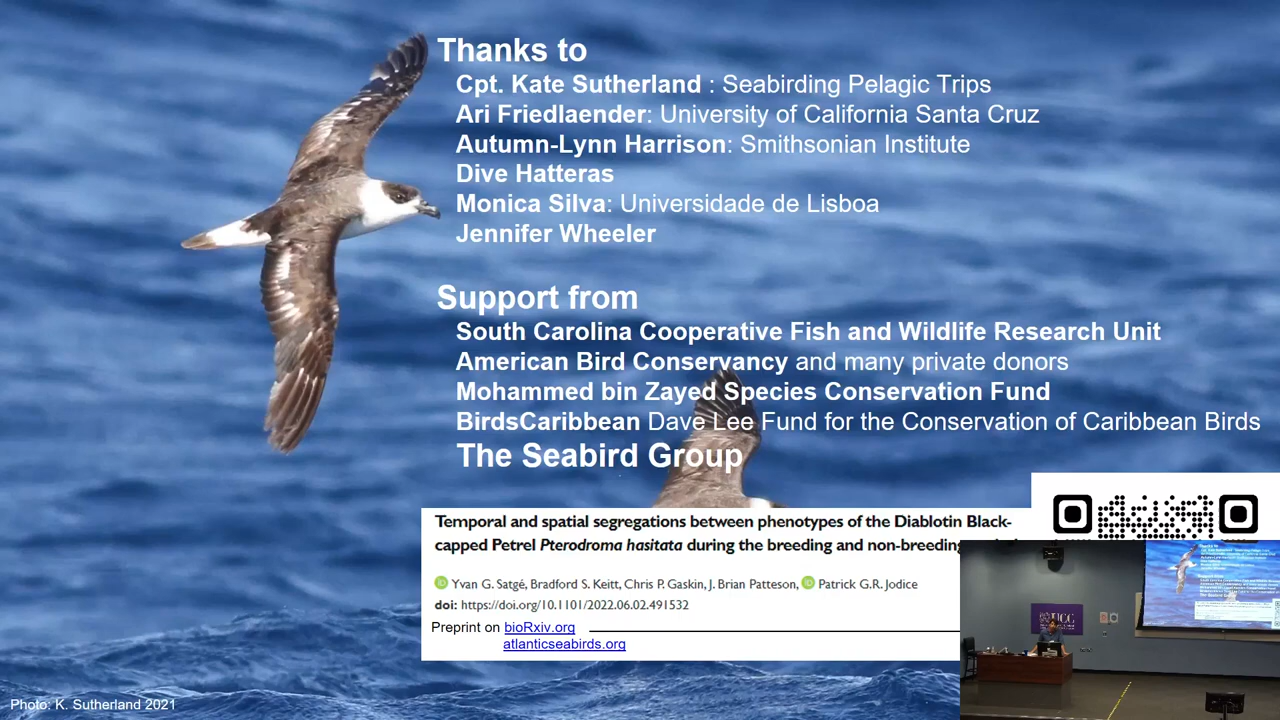 Thanks to
Cpt. Kate Sutherland : Seabirding Pelagic Trips
Ari Friedlaender: University of California Santa Cruz
Autumn-Lynn Harrison: Smithsonian Institute
Dive Hatteras
Monica Silva: Universidade de Lisboa
Jennifer Wheeler
Support from
South Carolina Cooperative Fish and Wildlife Research Unit
American Bird Conservancy and many private donors
Mohammed bin Zayed Species Conservation Fund
BirdsCaribbean Dave Lee Fund for the Conservation of Caribbean Birds
The Seabird Group
Temporal and spatial segregations between phenotypes of the Diablotin Black-
capped Petrel Pterodroma hasitata during the breeding and non-breeding
Yvan G. Satgé, Bradford S. Keitt, Chris P. Gaskin, J. Brian Patteson, Patrick G.R. Jodice
doi: https://doi.org/10.1101/2022.06.02.491532
Preprint on bioRxiv.org
atlanticseabirds.org
UCC
Photo: K. Sutherland 2021